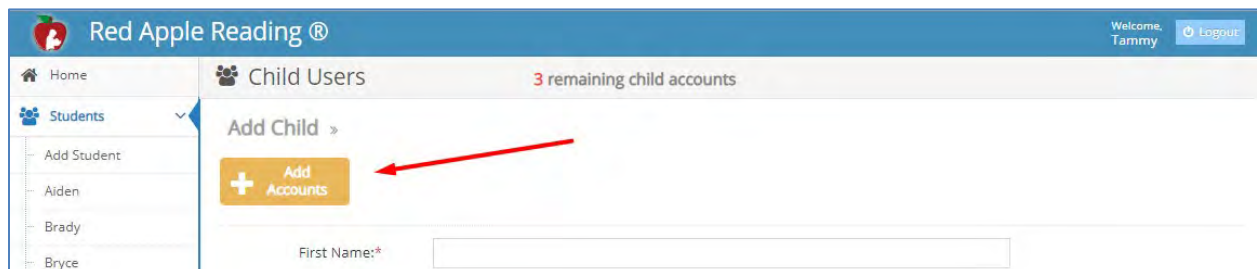 Red Apple Reading ®
Welcome,
Tammy
Logout
Home
Child Users
3 remaining child accounts
Students
Add Child »
Add Student
Add
Accounts
Aiden
Brady
First Name:*
Bryce